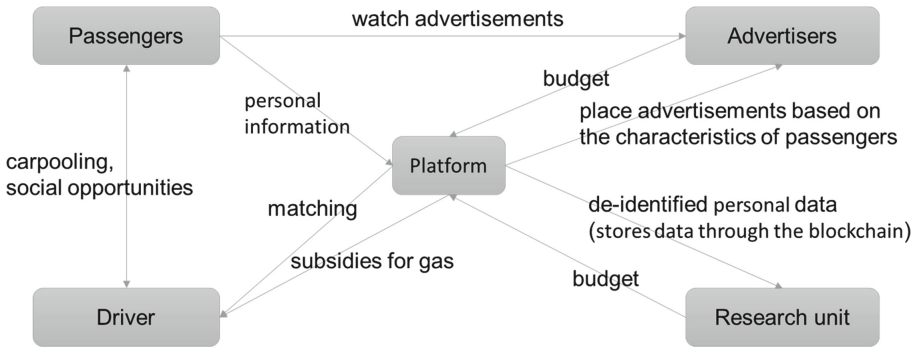 watch advertisements
Passengers
Advertisers
budget
personal
information
place advertisements based on
the characteristics of passengers
carpooling,
social opportunities
Platform
matching
de-identified personal data
(stores data through the blockchain)
subsidies for gas
budget
Driver
Research unit